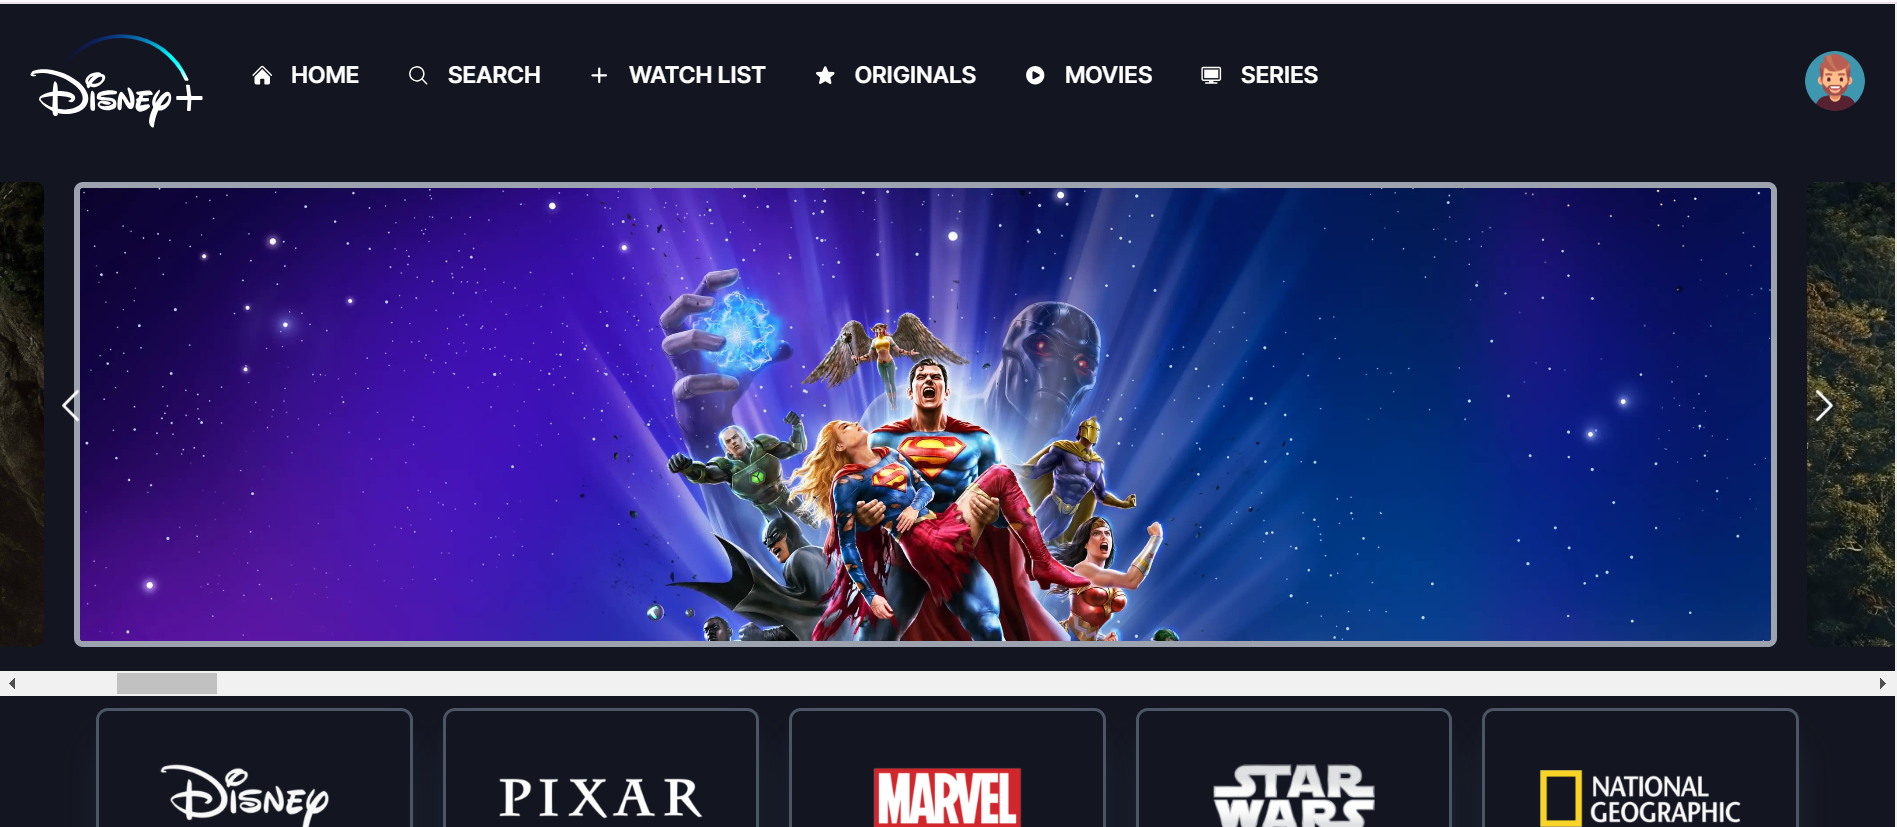 Disney+
HOME
SEARCH
WATCH LIST
ORIGINALS
MOVIES
SERIES
Disney
PIXAR
MARVEL
STAR
WARS
NATIONAL
GEOGRAPHIC